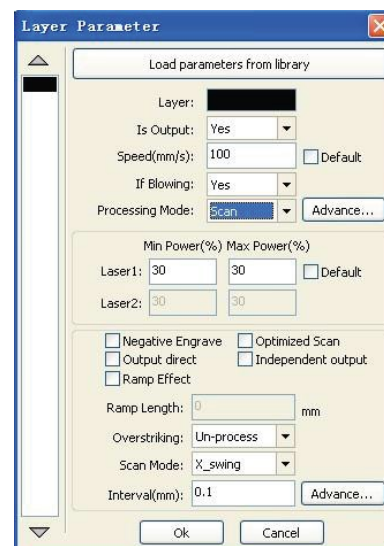 Layer Parameter
Load parameters from library
Layer:
Is Output: Yes
Speed(mm/s): 100 Default
If Blowing: Yes
Processing Mode: Scan Advance...
Min Power(%) Max Power(%)
Laser1: 30 30 Default
Laser2: 30 30
Negative Engrave Optimized Scan
Output direct Independent output
Ramp Effect
Ramp Length: 0 mm
Overstriking: Un-process
Scan Mode: X_swing
Interval(mm): 0.1 Advance...
Ok Cancel